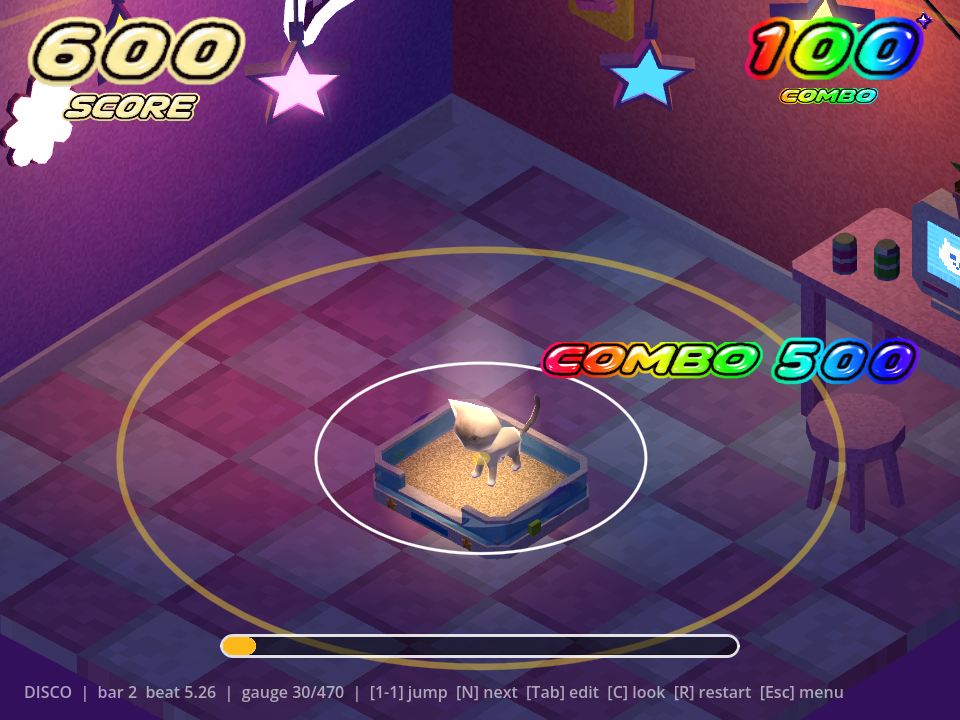 600
SCORE
100
COMBO
COMBO 500
DISCO | bar 2 beat 5.26 | gauge 30/470 | [1-1] jump [N] next [Tab] edit [C] look [R] restart [Esc] menu